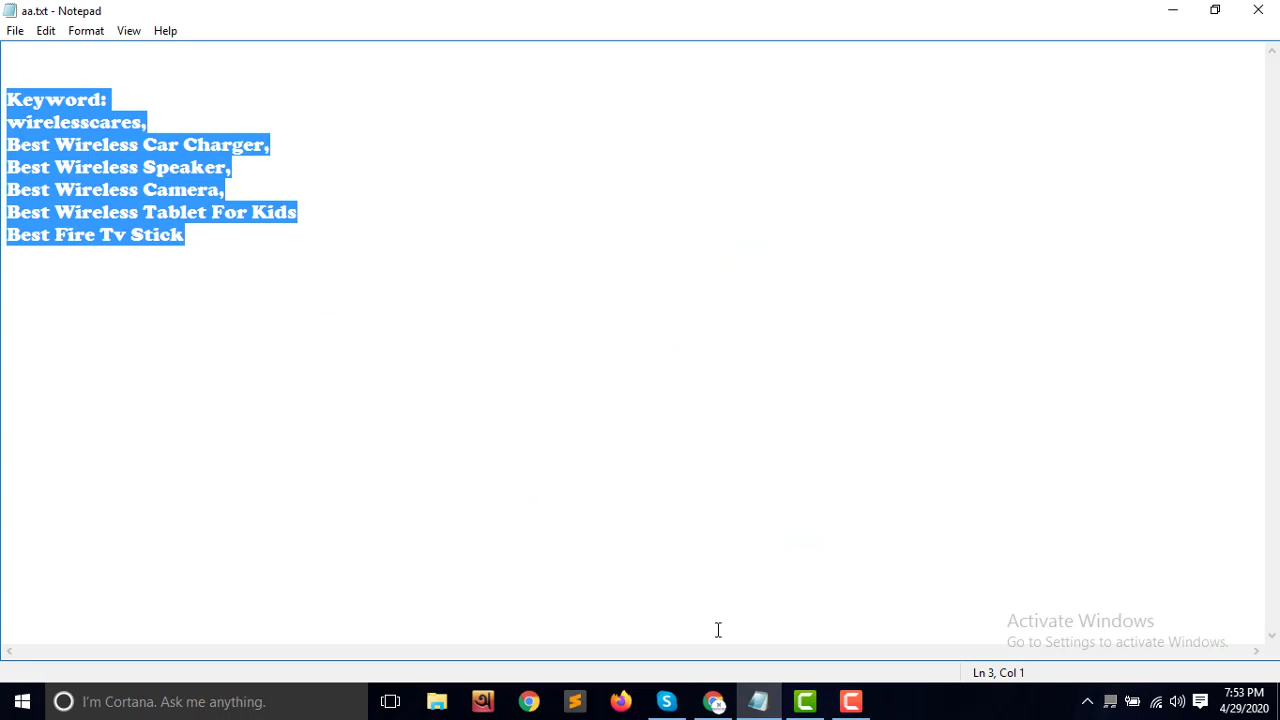 aa.txt - Notepad
File Edit Format View Help
Keyword:
wirelesscares,
Best Wireless Car Charger,
Best Wireless Speaker,
Best Wireless Camera,
Best Wireless Tablet For Kids
Best Fire Tv Stick
Activate Windows
Go to Settings to activate Windows.
Ln 3, Col 1
I'm Cortana. Ask me anything.
7:53 PM
4/29/2020